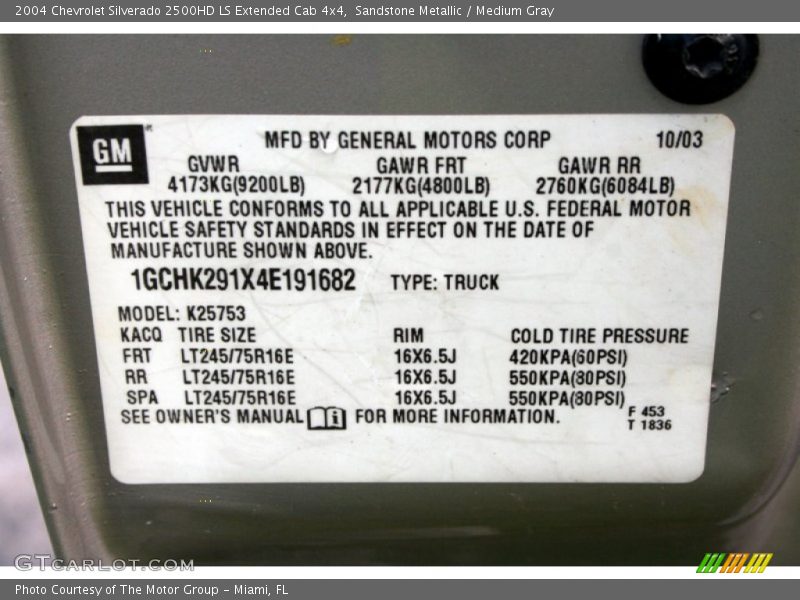 2004 Chevrolet Silverado 2500HD LS Extended Cab 4x4, Sandstone Metallic / Medium Gray
GM MFD BY GENERAL MOTORS CORP 10/03
GVWR GAWR FRT GAWR RR
4173KG(9200LB) 2177KG(4800LB) 2760KG(6084LB)
THIS VEHICLE CONFORMS TO ALL APPLICABLE U.S. FEDERAL MOTOR
VEHICLE SAFETY STANDARDS IN EFFECT ON THE DATE OF
MANUFACTURE SHOWN ABOVE.
1GCHK291X4E191682 TYPE: TRUCK
MODEL: K25753
KACQ TIRE SIZE RIM COLD TIRE PRESSURE
FRT LT245/75R16E 16X6.5J 420KPA(60PSI)
RR LT245/75R16E 16X6.5J 550KPA(80PSI)
SPA LT245/75R16E 16X6.5J 550KPA(80PSI)
SEE OWNER'S MANUAL FOR MORE INFORMATION.
F 453
T 1836
GTCARLOT.COM
Photo Courtesy of The Motor Group - Miami, FL